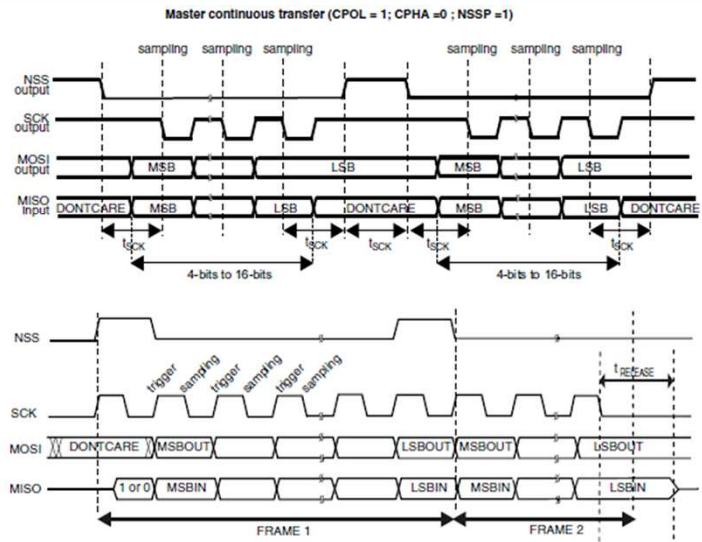 Master continuous transfer (CPOL = 1; CPHA =0 ; NSSP =1)
sampling sampling sampling sampling sampling sampling
NSS
output
SCK
output
MOSI
output
MSB LSB MSB LSB
MISO
Input
DONTCARE MSB LSB DONTCARE MSB LSB DONTCARE
tSCK tSCK tSCK tSCK tSCK
4-bits to 16-bits 4-bits to 16-bits
NSS
trigger sampling trigger sampling trigger sampling
t RELEASE
SCK
MOSI
DONTCARE MSBOUT LSBOUT MSBOUT LSBOUT
MISO
1 or 0 MSBIN LSBIN MSBIN LSBIN
FRAME 1 FRAME 2